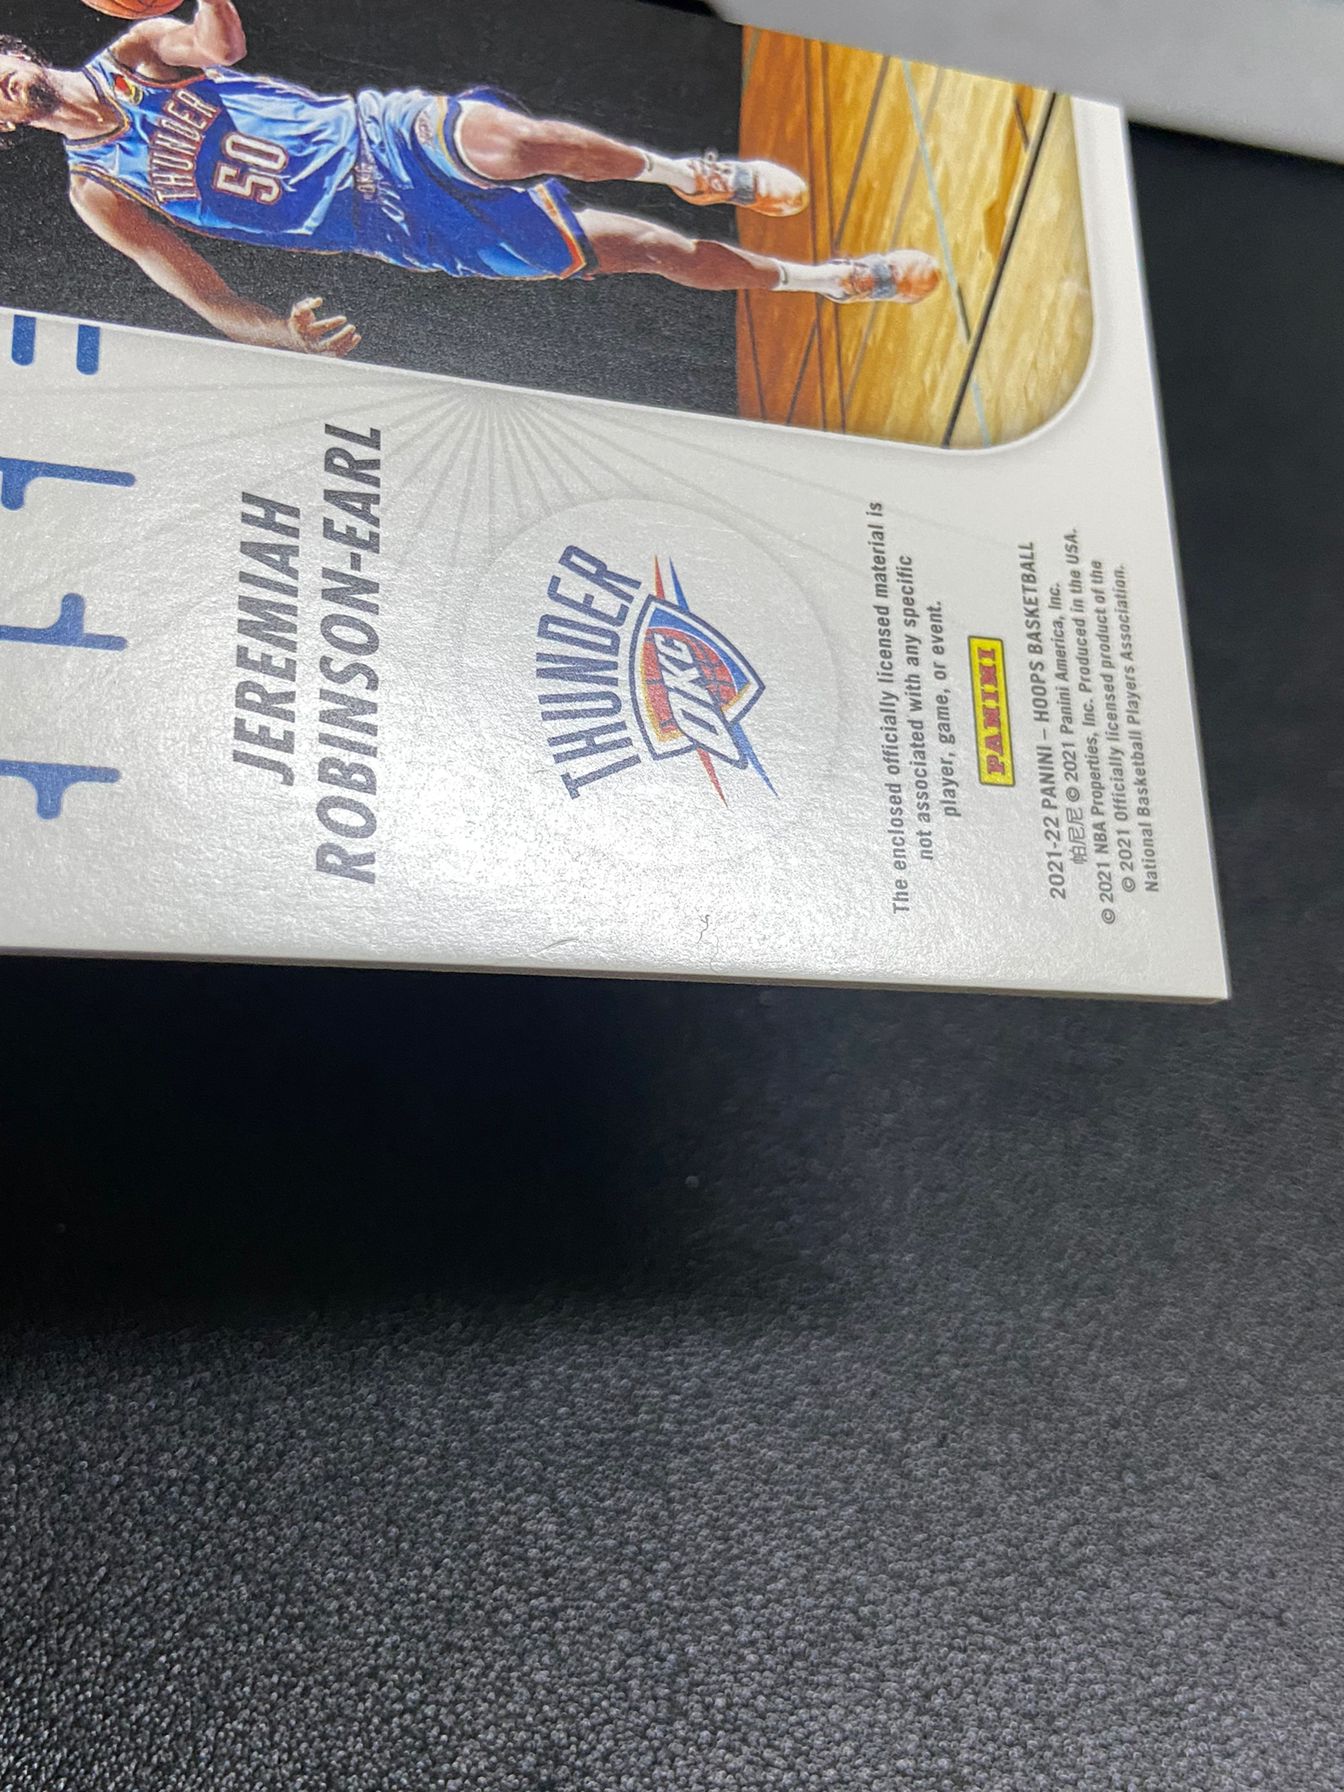 THUNDER
50
JEREMIAH
ROBINSON-EARL
THUNDER
OKC
The enclosed officially licensed material is
not associated with any specific
player, game, or event.
PANINI
2021-22 PANINI – HOOPS BASKETBALL
帕尼尼 © 2021 Panini America, Inc.
© 2021 NBA Properties, Inc. Produced in the USA.
© 2021 Officially licensed product of the
National Basketball Players Association.